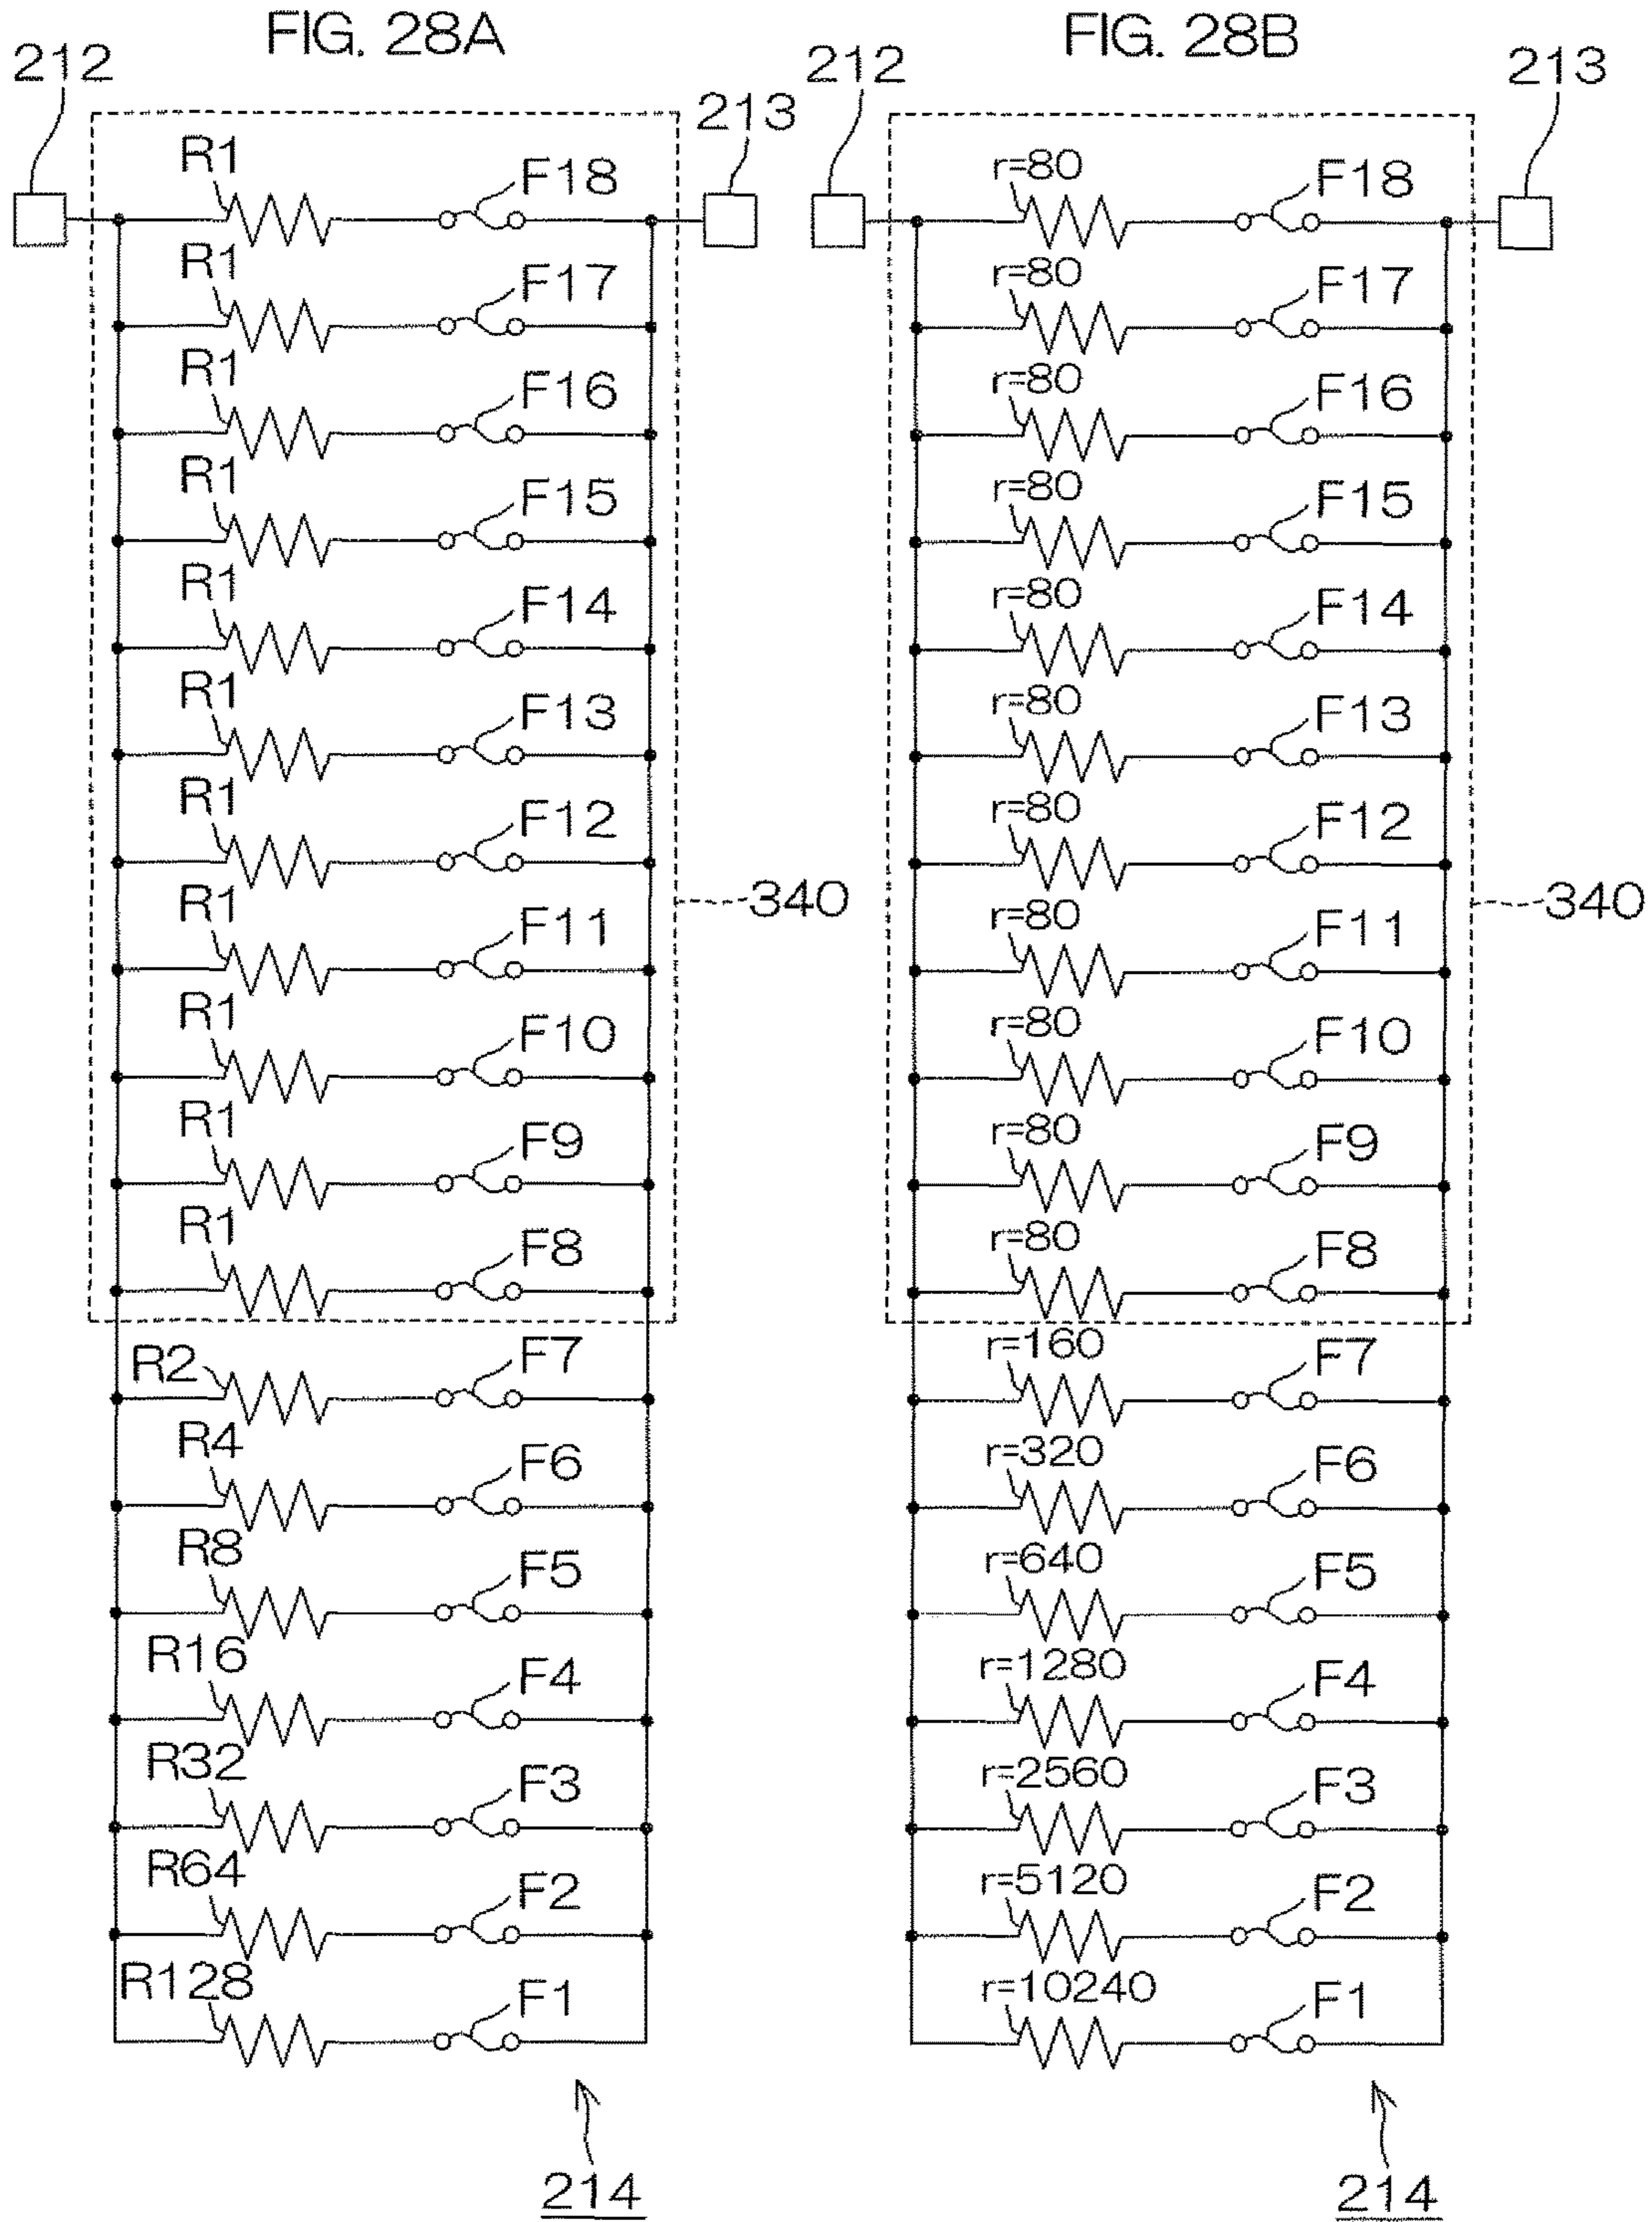 FIG. 28A
212
213
R1 F18
R1 F17
R1 F16
R1 F15
R1 F14
R1 F13
R1 F12
340
R1 F11
R1 F10
R1 F9
R1 F8
R2 F7
R4 F6
R8 F5
R16 F4
R32 F3
R64 F2
R128 F1
214
FIG. 28B
212
213
r=80 F18
r=80 F17
r=80 F16
r=80 F15
r=80 F14
r=80 F13
r=80 F12
340
r=80 F11
r=80 F10
r=80 F9
r=80 F8
r=160 F7
r=320 F6
r=640 F5
r=1280 F4
r=2560 F3
r=5120 F2
r=10240 F1
214